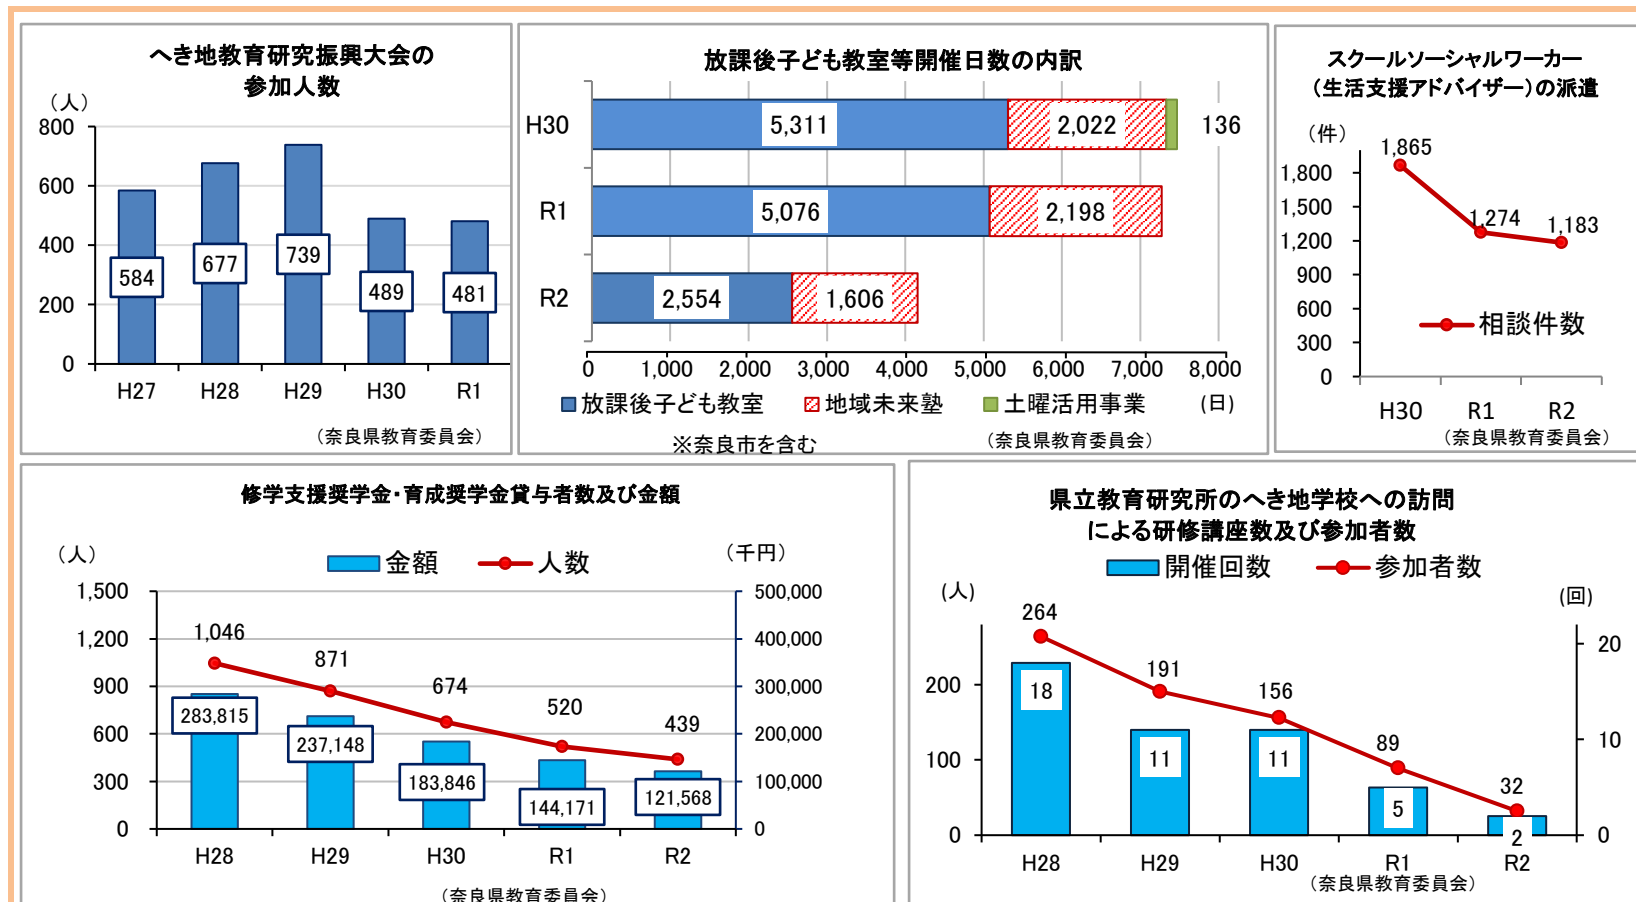 へき地教育研究振興大会の
参加人数
（人）
800
600
400
200
0
584
677
739
489
481
H27
H28
H29
H30
R1
（奈良県教育委員会）
放課後子ども教室等開催日数の内訳
H30
5,311
2,022
136
R1
5,076
2,198
R2
2,554
1,606
0
1,000
2,000
3,000
4,000
5,000
6,000
7,000
8,000
放課後子ども教室
地域未来塾
土曜活用事業
(日)
※奈良市を含む
（奈良県教育委員会）
スクールソーシャルワーカー
（生活支援アドバイザー）の派遣
（件）
1,865
1,274
1,183
1,800
1,500
1,200
900
600
300
0
相談件数
H30
R1
R2
（奈良県教育委員会）
修学支援奨学金・育成奨学金貸与者数及び金額
（人）
金額
人数
（千円）
1,500
1,200
900
600
300
0
1,046
871
674
520
439
283,815
237,148
183,846
144,171
121,568
500,000
400,000
300,000
200,000
100,000
0
H28
H29
H30
R1
R2
（奈良県教育委員会）
県立教育研究所のへき地学校への訪問
による研修講座数及び参加者数
開催回数
参加者数
(人)
(回)
200
100
0
264
191
156
89
32
18
11
11
5
2
20
10
0
H28
H29
H30
R1
R2
（奈良県教育委員会）